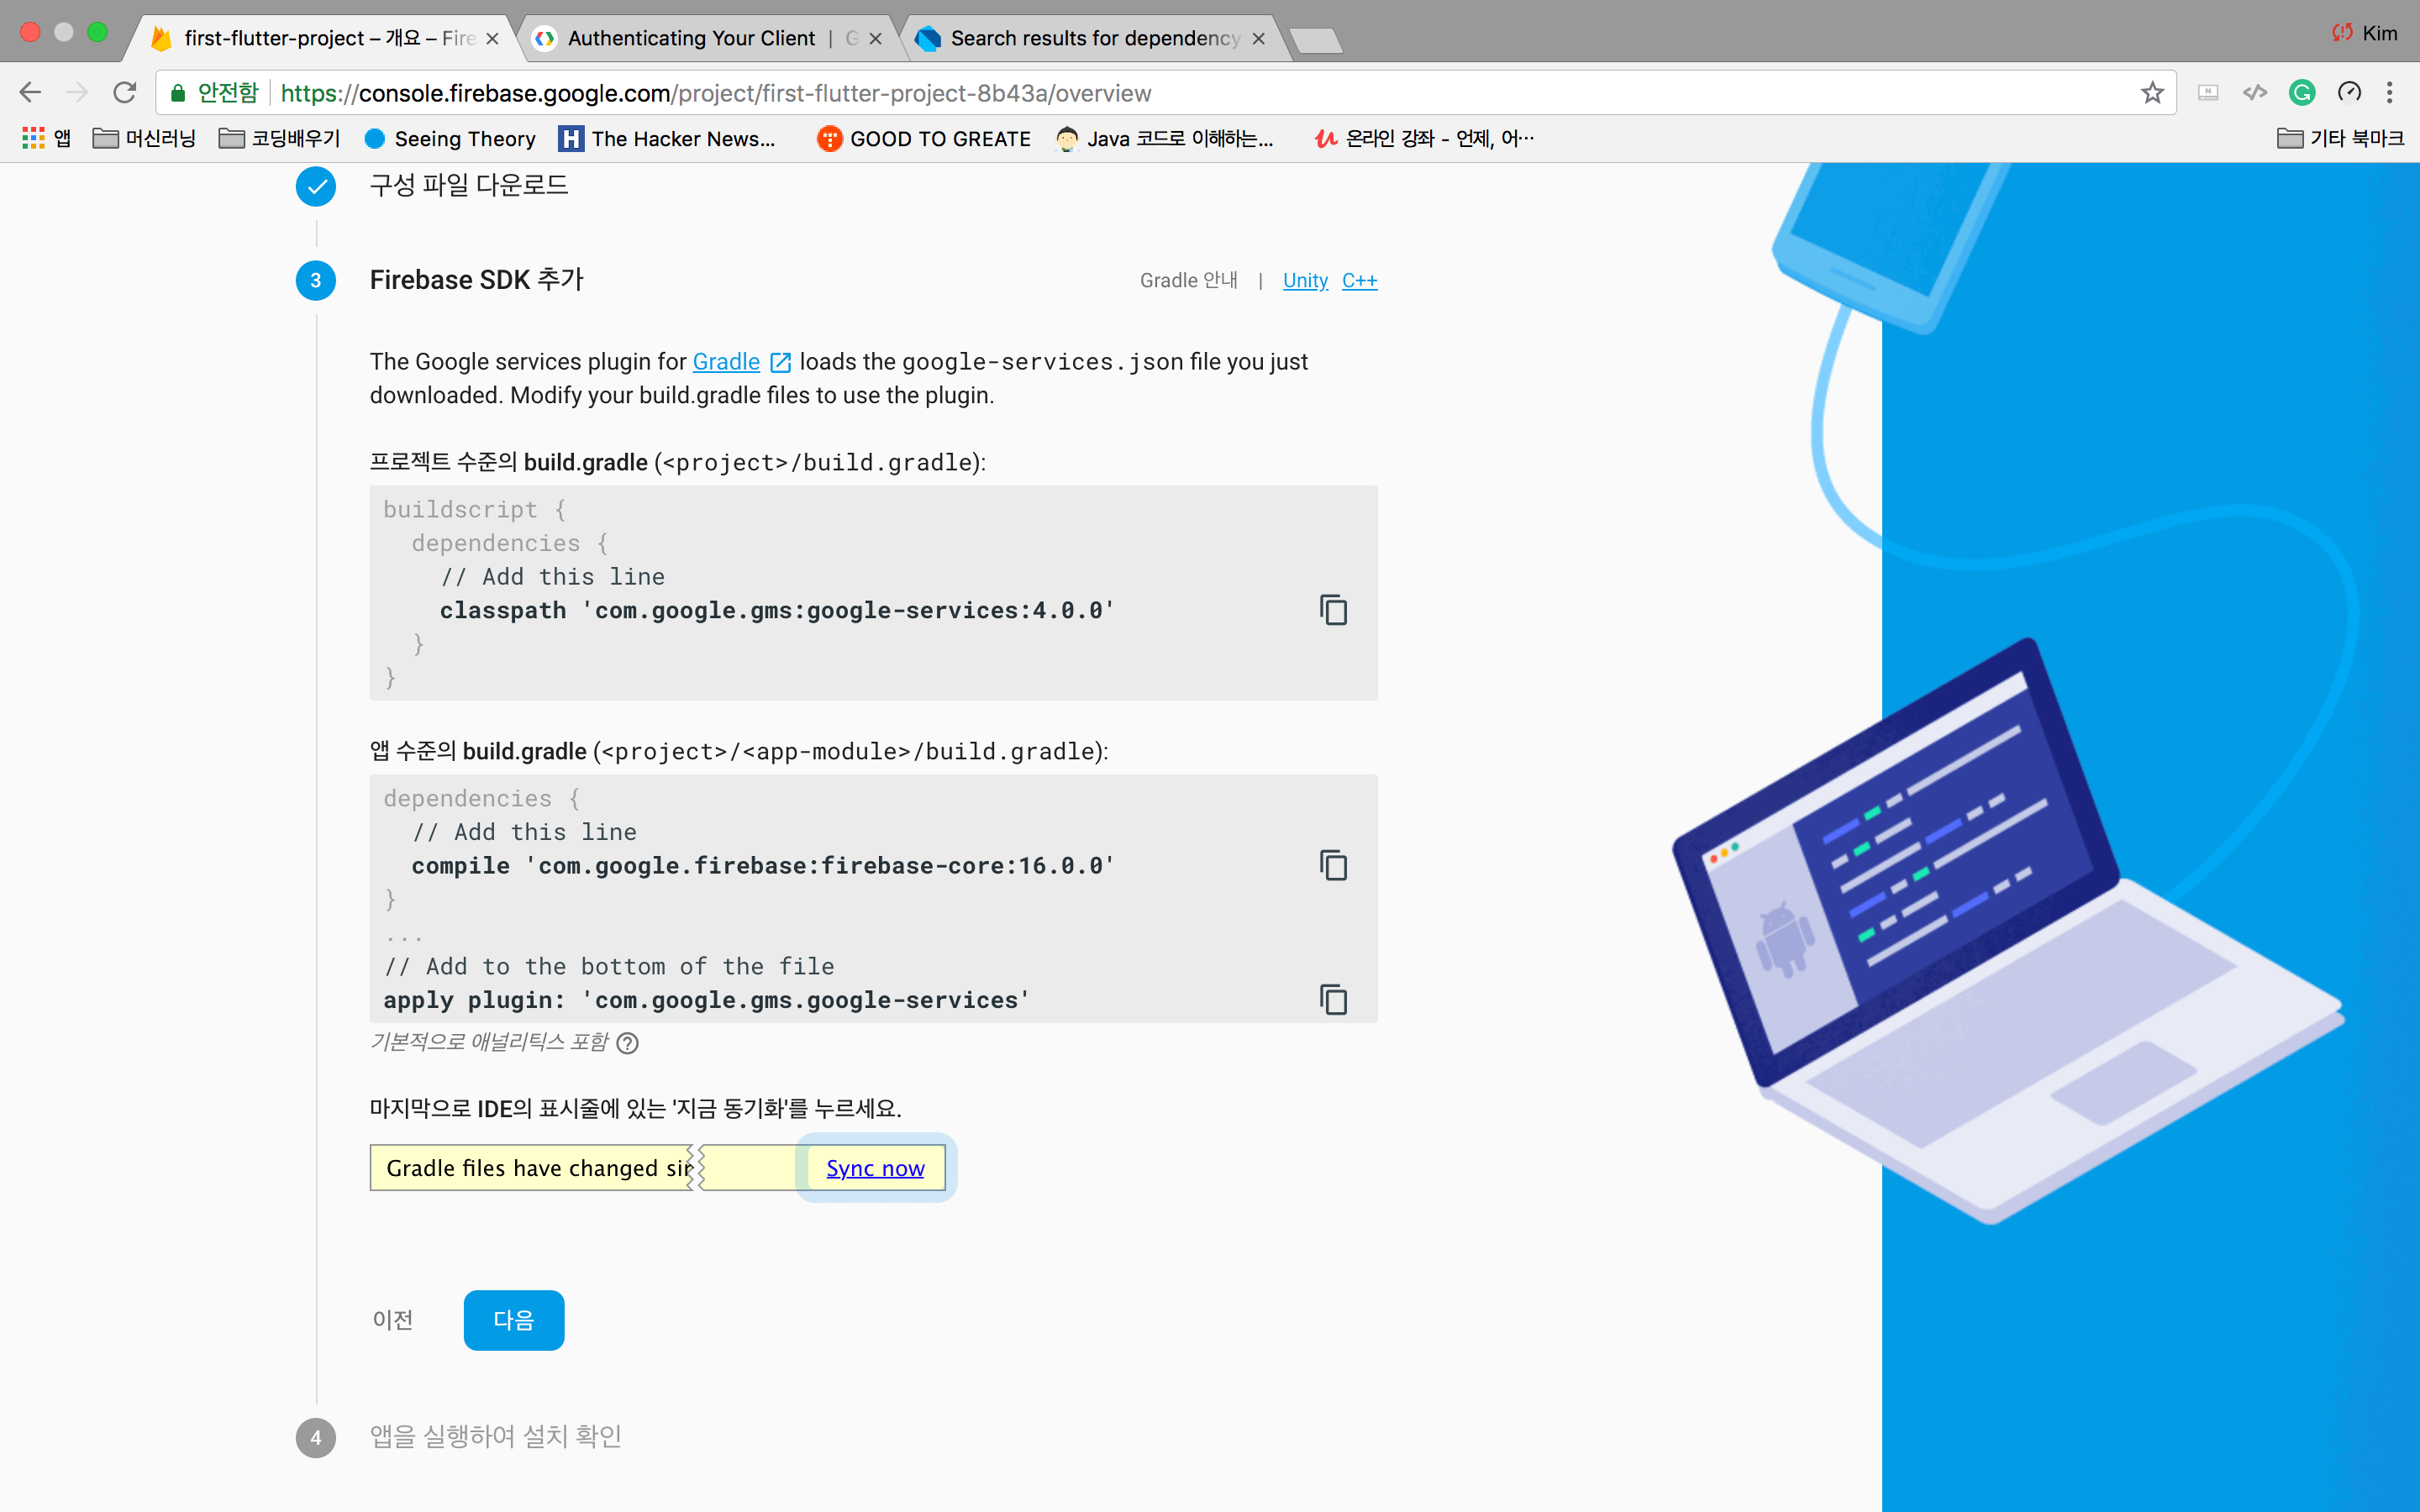 first-flutter-project – 개요 – Fire
Authenticating Your Client | G
Search results for dependency
Kim
안전함 https://console.firebase.google.com/project/first-flutter-project-8b43a/overview
앱 머신러닝 코딩배우기 Seeing Theory The Hacker News... GOOD TO GREATE Java 코드로 이해하는... 온라인 강좌 - 언제, 어... 기타 북마크
구성 파일 다운로드
3 Firebase SDK 추가 Gradle 안내 | Unity C++
The Google services plugin for Gradle loads the google-services.json file you just
downloaded. Modify your build.gradle files to use the plugin.
프로젝트 수준의 build.gradle (<project>/build.gradle):
buildscript {
dependencies {
// Add this line
classpath 'com.google.gms:google-services:4.0.0'
}
}
앱 수준의 build.gradle (<project>/<app-module>/build.gradle):
dependencies {
// Add this line
compile 'com.google.firebase:firebase-core:16.0.0'
}
...
// Add to the bottom of the file
apply plugin: 'com.google.gms.google-services'
기본적으로 애널리틱스 포함
마지막으로 IDE의 표시줄에 있는 '지금 동기화'를 누르세요.
Gradle files have changed sin Sync now
이전 다음
4 앱을 실행하여 설치 확인